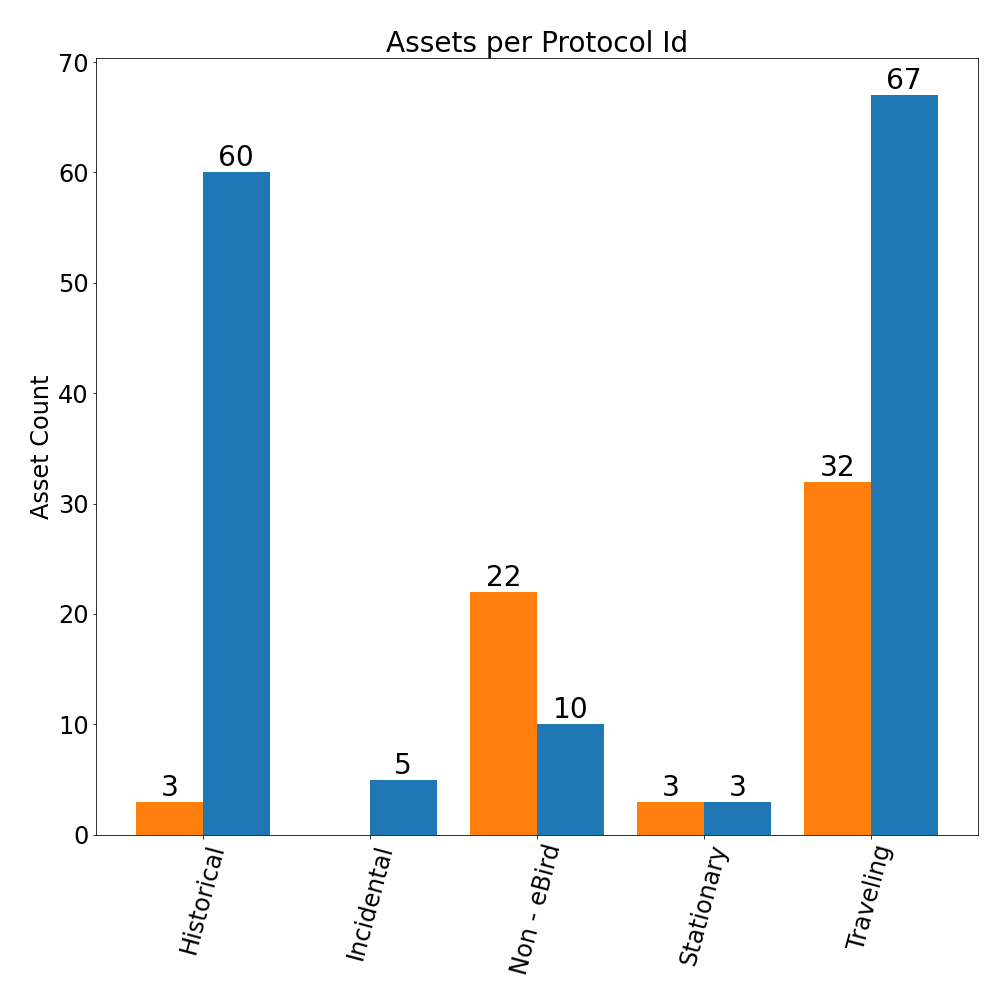 Assets per Protocol Id
Asset Count
70
60
50
40
30
20
10
0
3
60
5
22
10
3
3
32
67
Historical
Incidental
Non - eBird
Stationary
Traveling